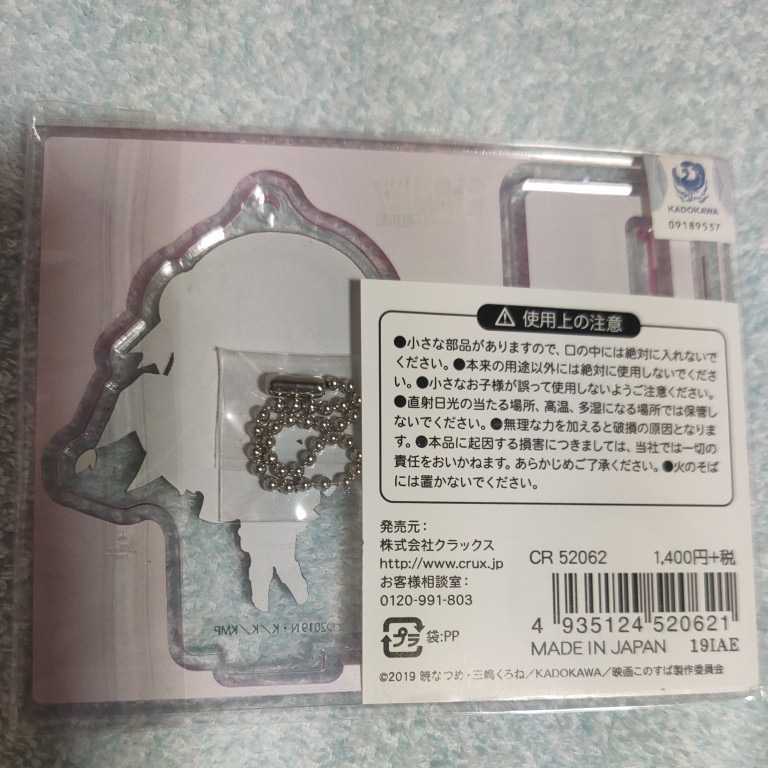 KADOKAWA
09189557
⚠ 使用上の注意
●小さな部品がありますので、口の中には絶対に入れないで
ください。●本来の用途以外には絶対に使用しないでくださ
い。●小さなお子様が誤って使用しないようご注意ください。
●直射日光の当たる場所、高温、多湿になる場所では保管し
ないでください。●無理な力を加えると破損の原因となりま
す。●本品に起因する損害につきましては、当社では一切の
責任をおいかねます。あらかじめご了承ください。●火のそば
には置かないでください。
発売元:
株式会社クラックス
http://www.crux.jp
お客様相談室:
0120-991-803
プラ 袋:PP
CR 52062 1,400円+税
4 935124 520621
MADE IN JAPAN 19IAE
©2019 暁なつめ・三嶋くろね/KADOKAWA/映画このすば製作委員会
©2019 N・K/K/KMP